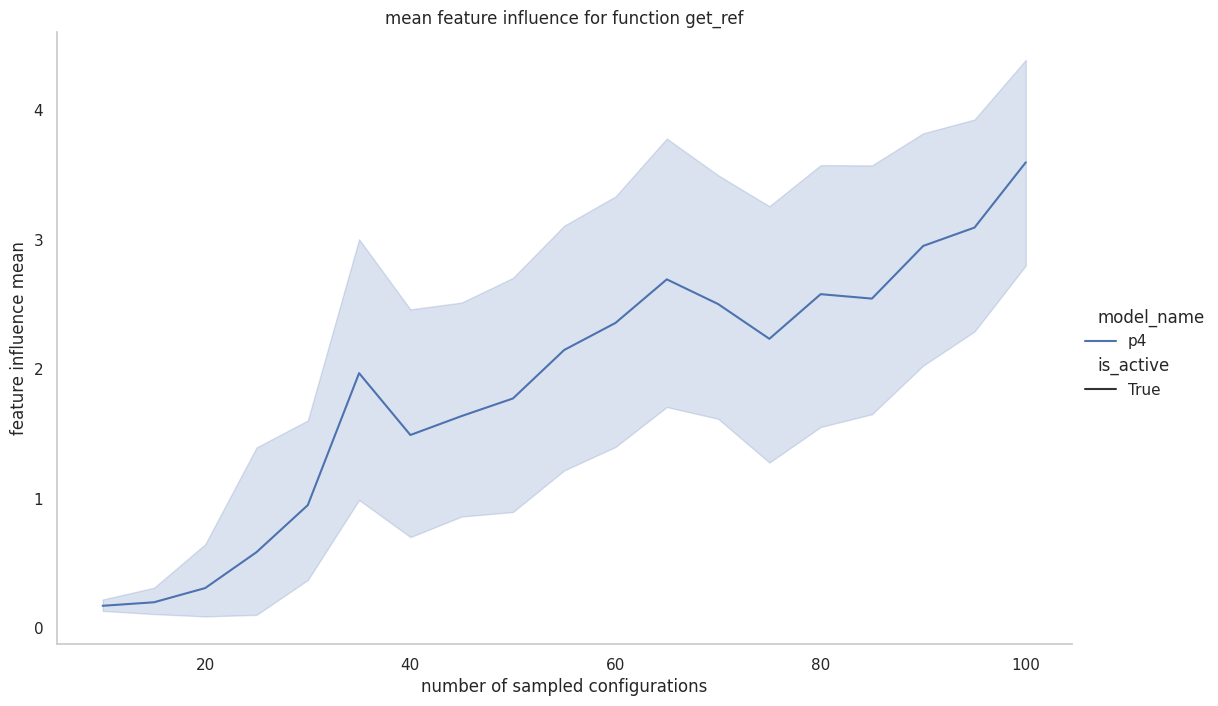 mean feature influence for function get_ref
feature influence mean
4
3
2
1
0
20
40
60
80
100
number of sampled configurations
model_name
p4
is_active
True